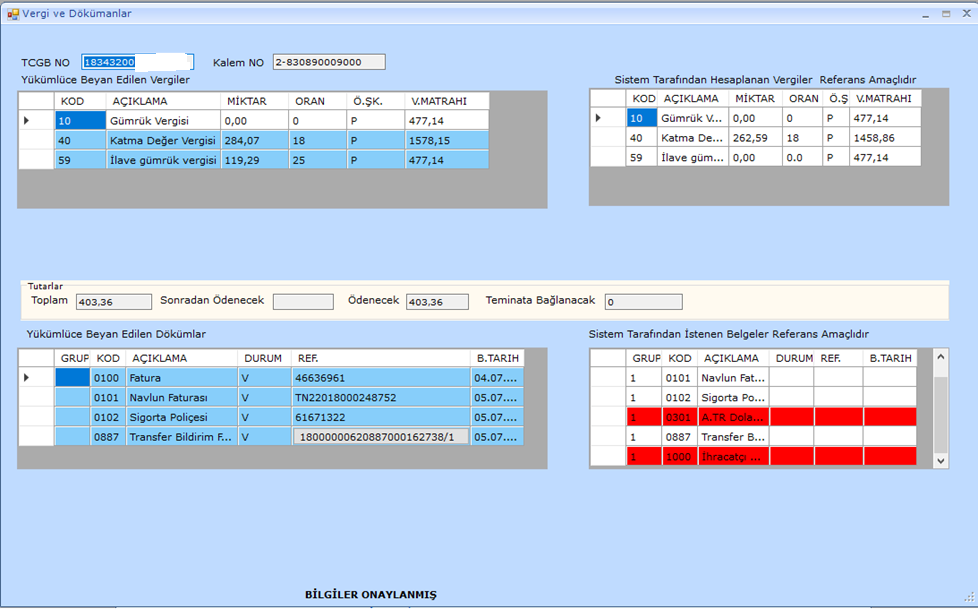 Vergi ve Dökümanlar
TCGB NO 18343200 Kalem NO 2-830890009000
Yükümlüce Beyan Edilen Vergiler
KOD AÇIKLAMA MİKTAR ORAN Ö.ŞK. V.MATRAHI
10 Gümrük Vergisi 0,00 0 P 477,14
40 Katma Değer Vergisi 284,07 18 P 1578,15
59 İlave gümrük vergisi 119,29 25 P 477,14
Sistem Tarafından Hesaplanan Vergiler Referans Amaçlıdır
KOD AÇIKLAMA MİKTAR ORAN Ö.Ş V.MATRAHI
10 Gümrük V... 0,00 0 P 477,14
40 Katma De... 262,59 18 P 1458,86
59 İlave güm... 0,00 0.0 P 477,14
Tutarlar
Toplam 403,36 Sonradan Ödenecek Ödenecek 403,36 Teminata Bağlanacak 0
Yükümlüce Beyan Edilen Dökümlar
GRUP KOD AÇIKLAMA DURUM REF. B.TARIH
0100 Fatura V 46636961 04.07....
0101 Navlun Faturası V TN22018000248752 05.07....
0102 Sigorta Poliçesi V 61671322 05.07....
0887 Transfer Bildirim F... V 18000000620887000162738/1 05.07....
Sistem Tarafından İstenen Belgeler Referans Amaçlıdır
GRUP KOD AÇIKLAMA DURUM REF. B.TARIH
1 0101 Navlun Fat...
1 0102 Sigorta Po...
1 0301 A.TR Dola...
1 0887 Transfer B...
1 1000 İhracatçı ...
BİLGİLER ONAYLANMIŞ